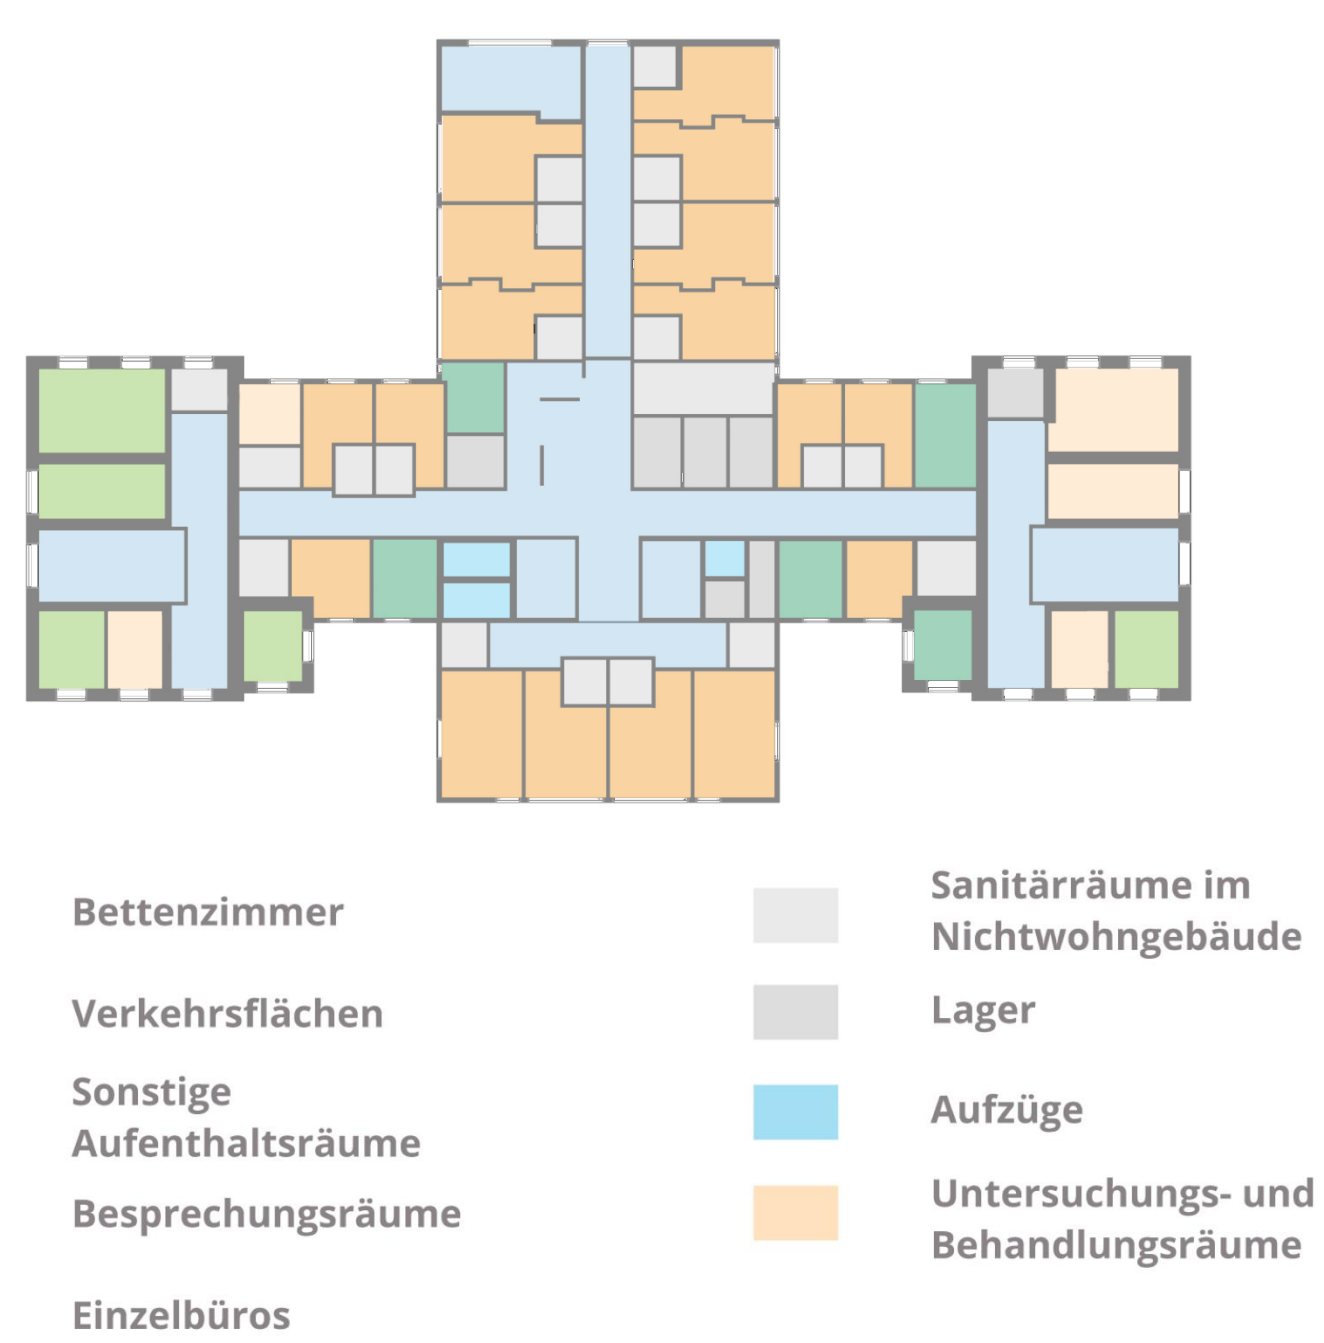 Bettenzimmer
Verkehrsflächen
Sonstige
Aufenthaltsräume
Besprechungsräume
Einzelbüros
Sanitärräume im
Nichtwohngebäude
Lager
Aufzüge
Untersuchungs- und
Behandlungsräume